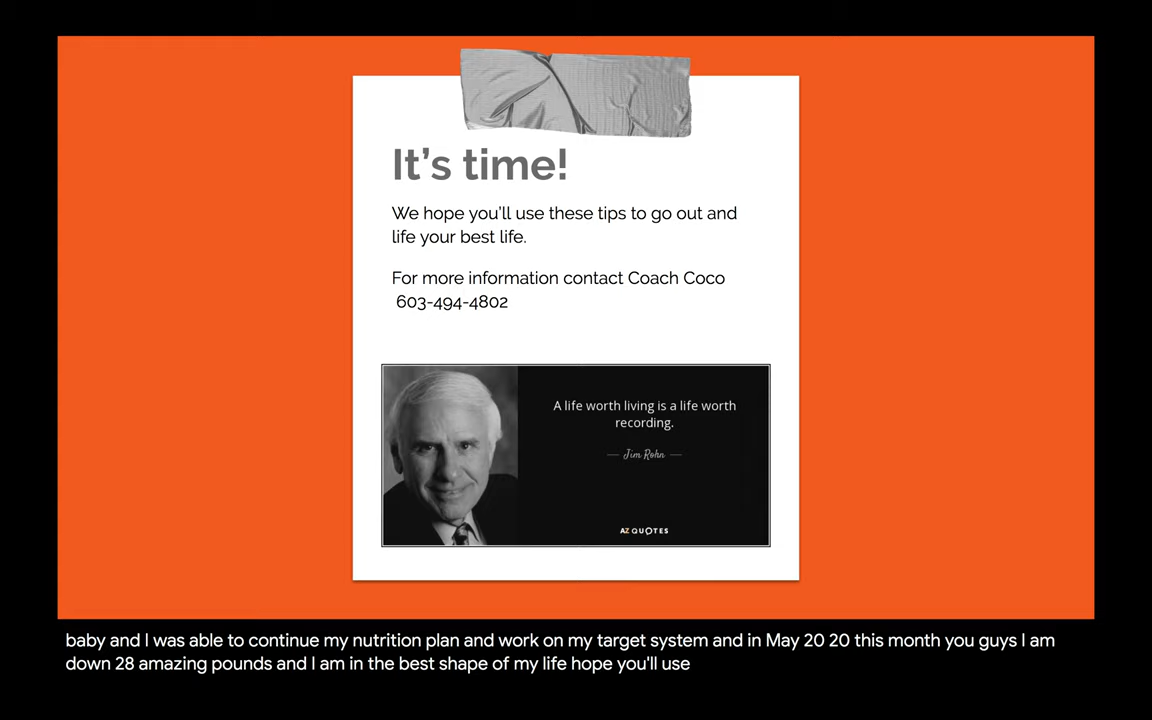 It's time!
We hope you'll use these tips to go out and
life your best life.
For more information contact Coach Coco
603-494-4802
A life worth living is a life worth
recording.
— Jim Rohn —
AZ QUOTES
baby and I was able to continue my nutrition plan and work on my target system and in May 20 20 this month you guys I am
down 28 amazing pounds and I am in the best shape of my life hope you'll use